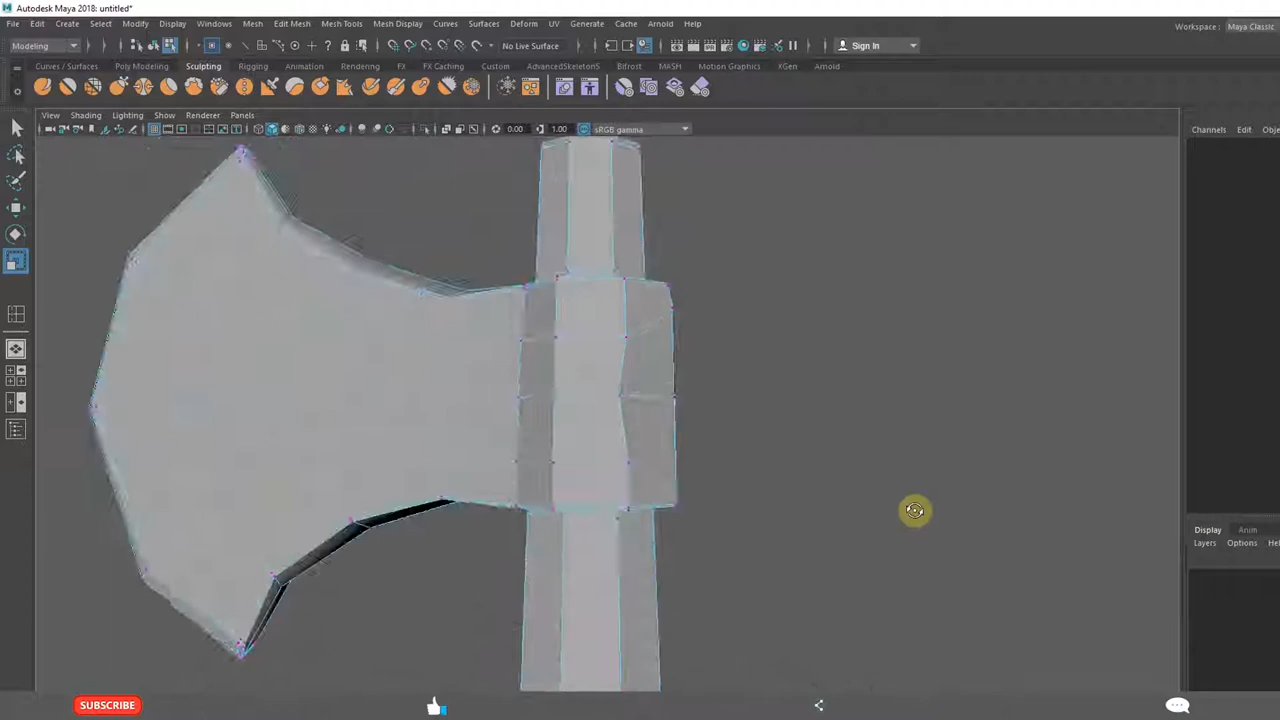 Autodesk Maya 2018: untitled*
File Edit Create Select Modify Display Windows Mesh Edit Mesh Mesh Tools Mesh Display Curves Surfaces Deform UV Generate Cache Arnold Help
Workspace : Maya Classic
Modeling No Live Surface Sign In
Curves / Surfaces Poly Modeling Sculpting Rigging Animation Rendering FX FX Caching Custom AdvancedSkeleton5 Bifrost MASH Motion Graphics XGen Arnold
View Shading Lighting Show Renderer Panels
0.00 1.00 sRGB gamma
Channels Edit Obje
Display Anim
Layers Options Hel
SUBSCRIBE